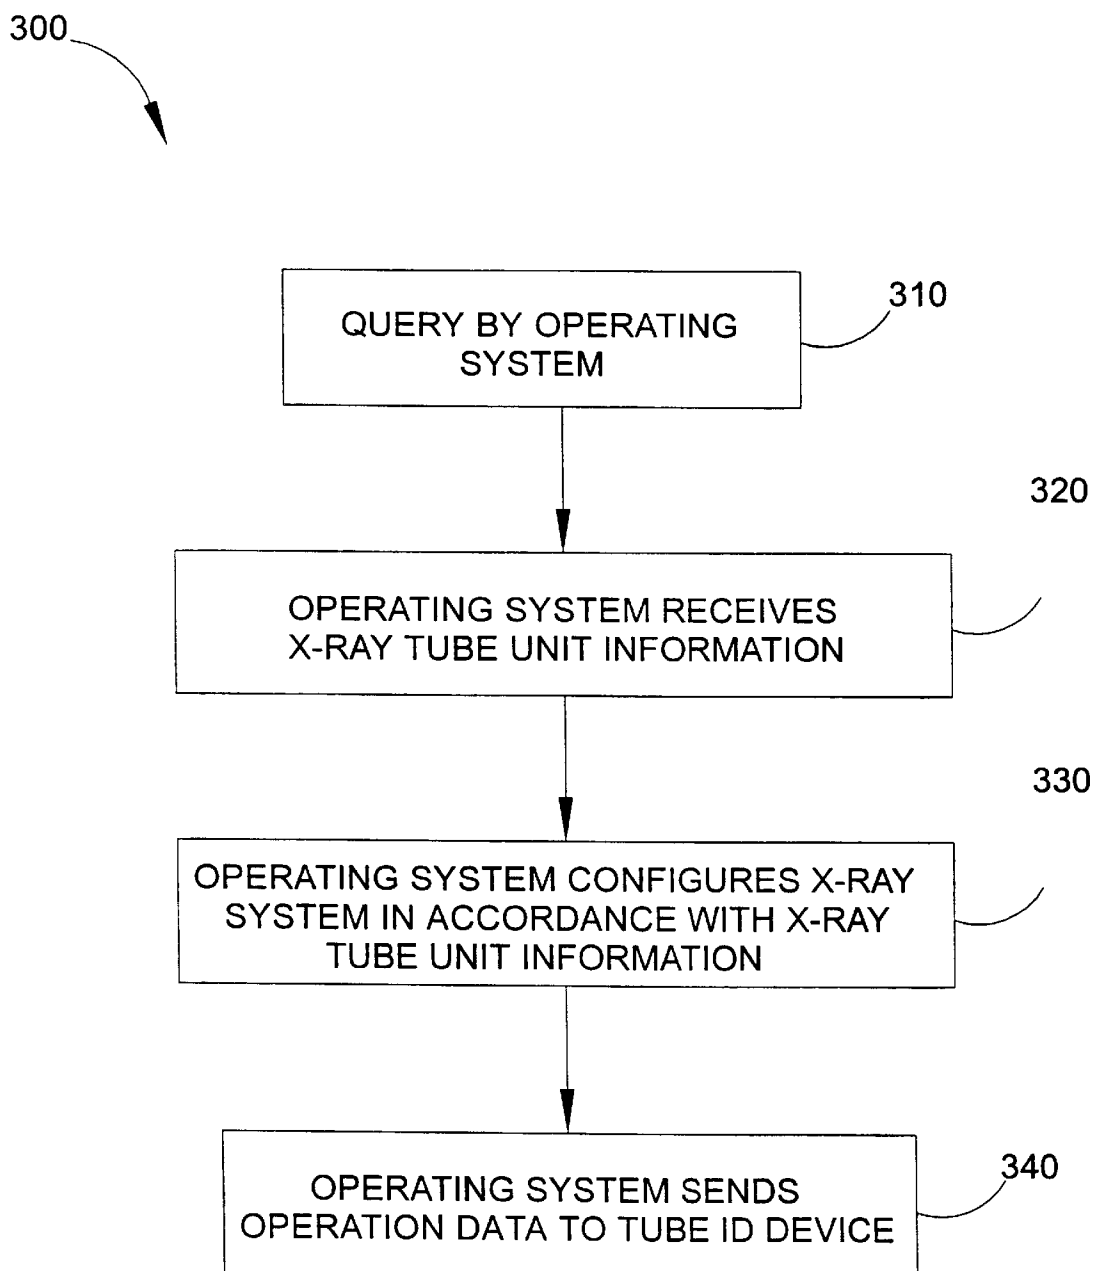 300
310
QUERY BY OPERATING
SYSTEM
320
OPERATING SYSTEM RECEIVES
X-RAY TUBE UNIT INFORMATION
330
OPERATING SYSTEM CONFIGURES X-RAY
SYSTEM IN ACCORDANCE WITH X-RAY
TUBE UNIT INFORMATION
340
OPERATING SYSTEM SENDS
OPERATION DATA TO TUBE ID DEVICE